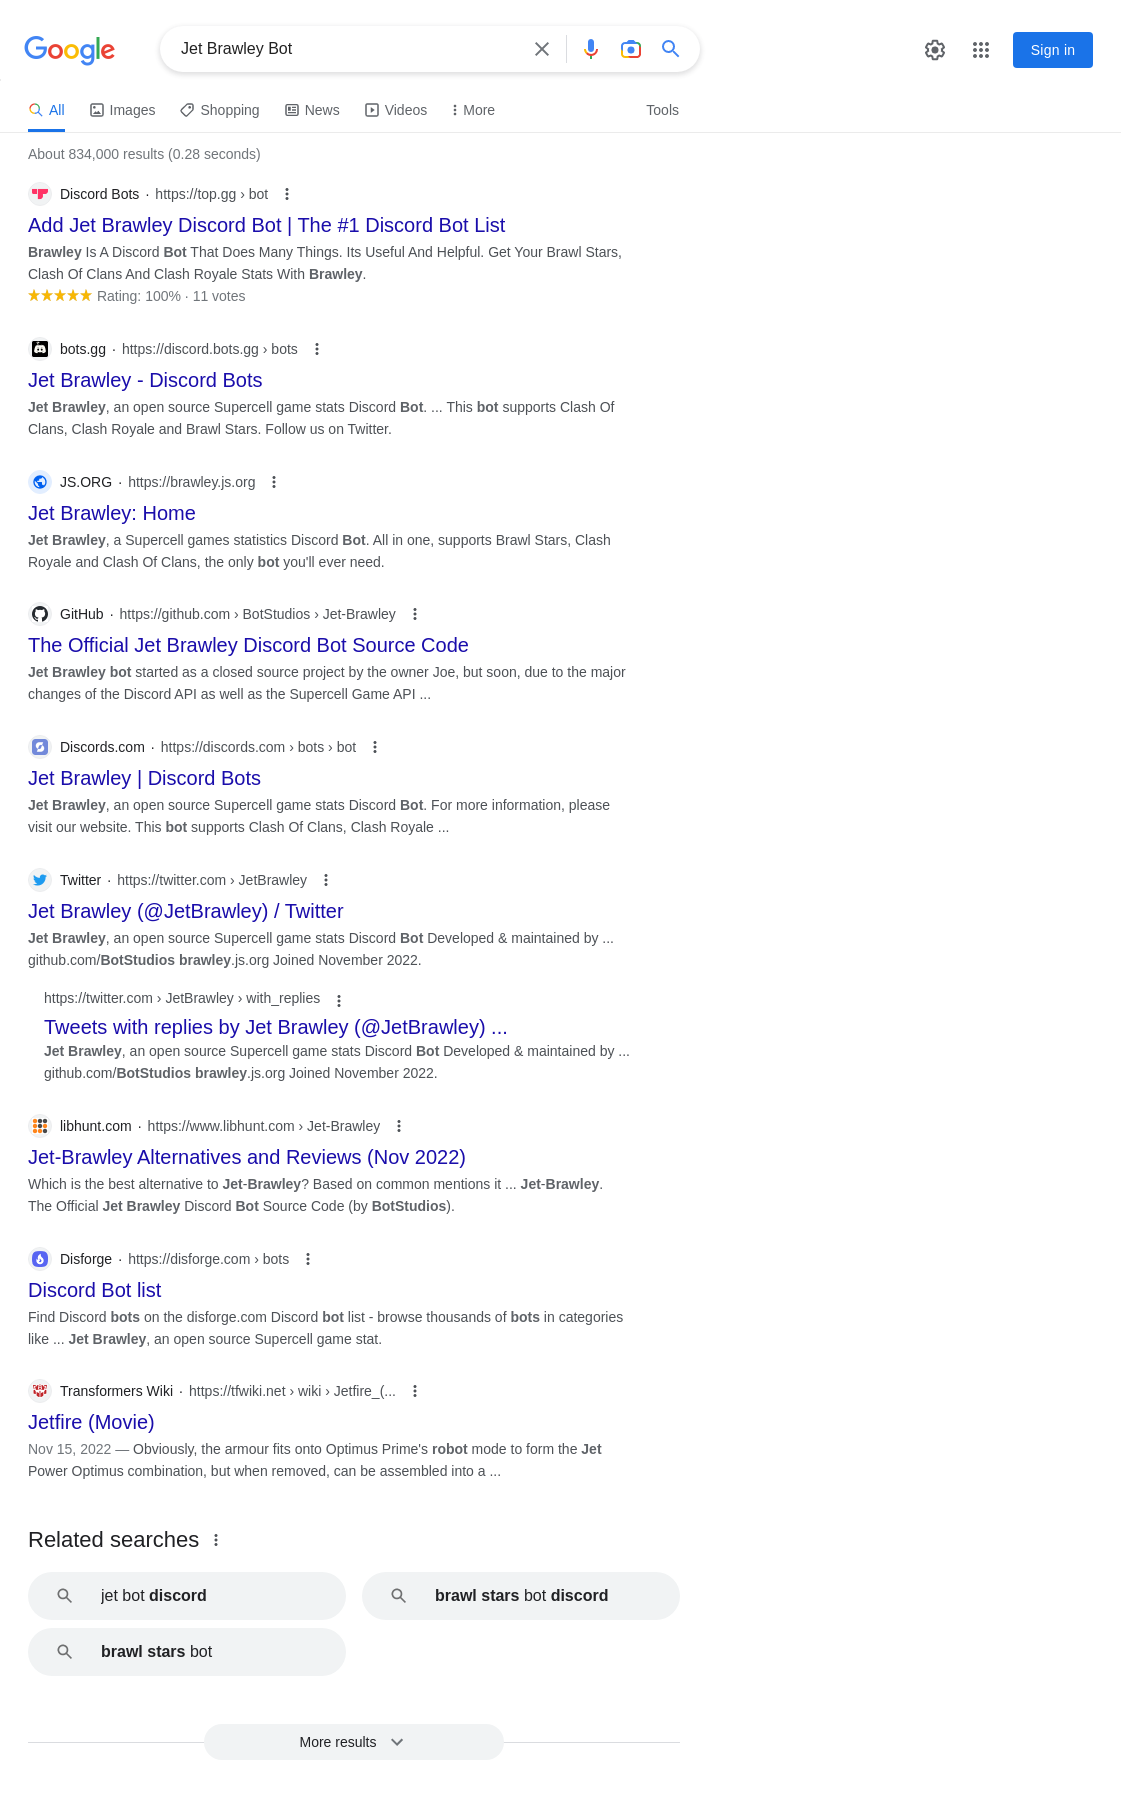 Google
Jet Brawley Bot
Sign in
All
Images
Shopping
News
Videos
More
Tools
About 834,000 results (0.28 seconds)
Discord Bots · https://top.gg › bot
Add Jet Brawley Discord Bot | The #1 Discord Bot List
Brawley Is A Discord Bot That Does Many Things. Its Useful And Helpful. Get Your Brawl Stars,
Clash Of Clans And Clash Royale Stats With Brawley.
Rating: 100% · 11 votes
bots.gg · https://discord.bots.gg › bots
Jet Brawley - Discord Bots
Jet Brawley, an open source Supercell game stats Discord Bot. ... This bot supports Clash Of
Clans, Clash Royale and Brawl Stars. Follow us on Twitter.
JS.ORG · https://brawley.js.org
Jet Brawley: Home
Jet Brawley, a Supercell games statistics Discord Bot. All in one, supports Brawl Stars, Clash
Royale and Clash Of Clans, the only bot you'll ever need.
GitHub · https://github.com › BotStudios › Jet-Brawley
The Official Jet Brawley Discord Bot Source Code
Jet Brawley bot started as a closed source project by the owner Joe, but soon, due to the major
changes of the Discord API as well as the Supercell Game API ...
Discords.com · https://discords.com › bots › bot
Jet Brawley | Discord Bots
Jet Brawley, an open source Supercell game stats Discord Bot. For more information, please
visit our website. This bot supports Clash Of Clans, Clash Royale ...
Twitter · https://twitter.com › JetBrawley
Jet Brawley (@JetBrawley) / Twitter
Jet Brawley, an open source Supercell game stats Discord Bot Developed & maintained by ...
github.com/BotStudios brawley.js.org Joined November 2022.
https://twitter.com › JetBrawley › with_replies
Tweets with replies by Jet Brawley (@JetBrawley) ...
Jet Brawley, an open source Supercell game stats Discord Bot Developed & maintained by ...
github.com/BotStudios brawley.js.org Joined November 2022.
libhunt.com · https://www.libhunt.com › Jet-Brawley
Jet-Brawley Alternatives and Reviews (Nov 2022)
Which is the best alternative to Jet-Brawley? Based on common mentions it ... Jet-Brawley.
The Official Jet Brawley Discord Bot Source Code (by BotStudios).
Disforge · https://disforge.com › bots
Discord Bot list
Find Discord bots on the disforge.com Discord bot list - browse thousands of bots in categories
like ... Jet Brawley, an open source Supercell game stat.
Transformers Wiki · https://tfwiki.net › wiki › Jetfire_(...
Jetfire (Movie)
Nov 15, 2022 — Obviously, the armour fits onto Optimus Prime's robot mode to form the Jet
Power Optimus combination, but when removed, can be assembled into a ...
Related searches
jet bot discord
brawl stars bot discord
brawl stars bot
More results